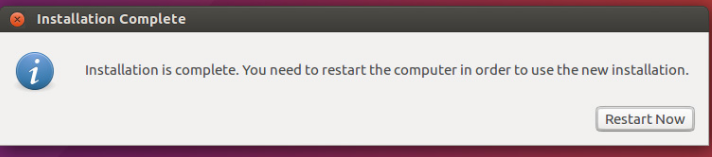 Installation Complete
Installation is complete. You need to restart the computer in order to use the new installation.
Restart Now